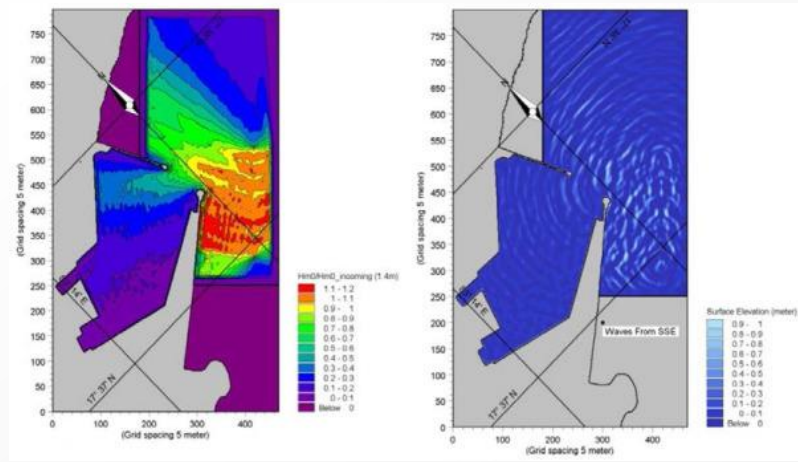 750
700
650
600
550
500
450
400
350
300
250
200
150
100
50
0
(Grid spacing 5 meter)
0 100 200 300 400
(Grid spacing 5 meter)
14' E
17° 37' N
Hm0/Hm0_incoming (1.4m)
1.1 - 1.2
1 - 1.1
0.9 - 1
0.8 - 0.9
0.7 - 0.8
0.6 - 0.7
0.5 - 0.6
0.4 - 0.5
0.3 - 0.4
0.2 - 0.3
0.1 - 0.2
0 - 0.1
Below 0
750
700
650
600
550
500
450
400
350
300
250
200
150
100
50
0
(Grid spacing 5 meter)
0 100 200 300 400
(Grid spacing 5 meter)
14' E
17° 37' N
Waves From SSE
Surface Elevation (meter)
0.9 - 1
0.8 - 0.9
0.7 - 0.8
0.6 - 0.7
0.5 - 0.6
0.4 - 0.5
0.3 - 0.4
0.2 - 0.3
0.1 - 0.2
0 - 0.1
Below 0